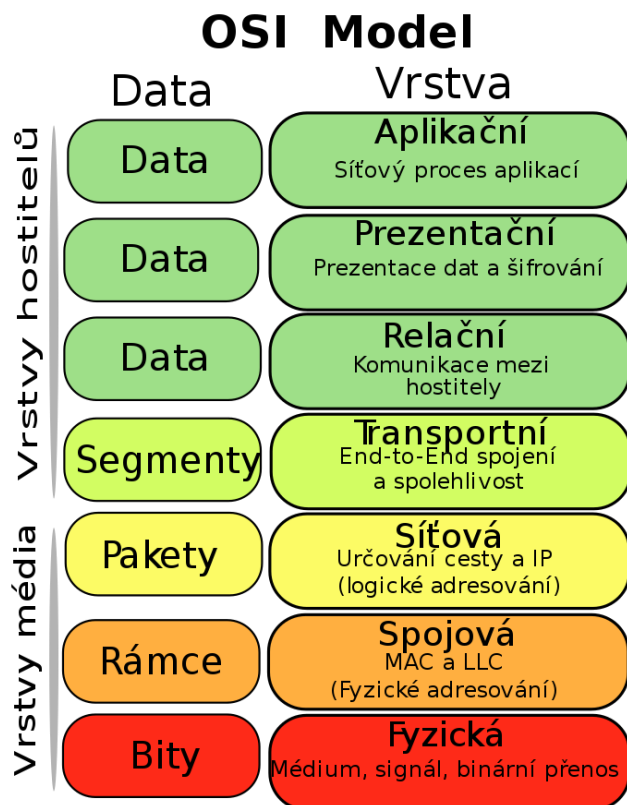 OSI Model
Data
Vrstva
Vrstvy hostitelů
Data
Aplikační
Síťový proces aplikací
Data
Prezentační
Prezentace dat a šifrování
Data
Relační
Komunikace mezi
hostitely
Segmenty
Transportní
End-to-End spojení
a spolehlivost
Vrstvy média
Pakety
Síťová
Určování cesty a IP
(logické adresování)
Rámce
Spojová
MAC a LLC
(Fyzické adresování)
Bity
Fyzická
Médium, signál, binární přenos